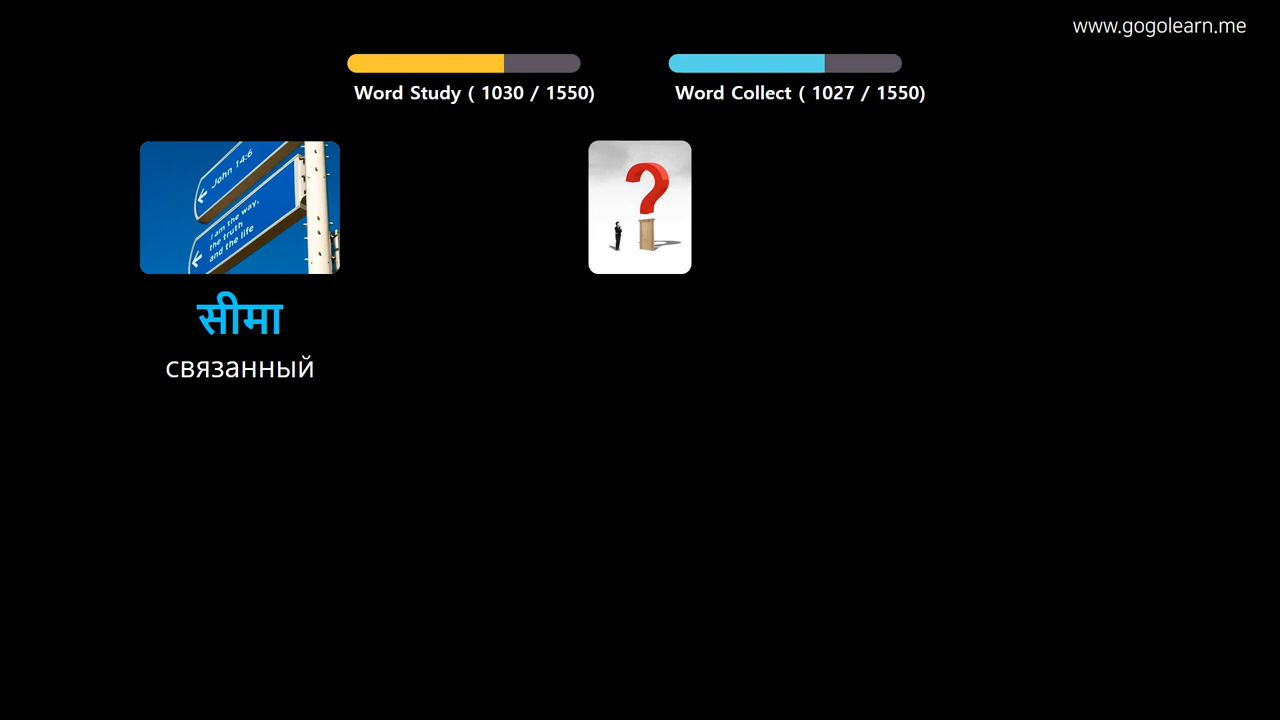 www.gogolearn.me
Word Study ( 1030 / 1550)
Word Collect ( 1027 / 1550)
John 14:6
I am the way,
the truth
and the life
?
सीमा
связанный